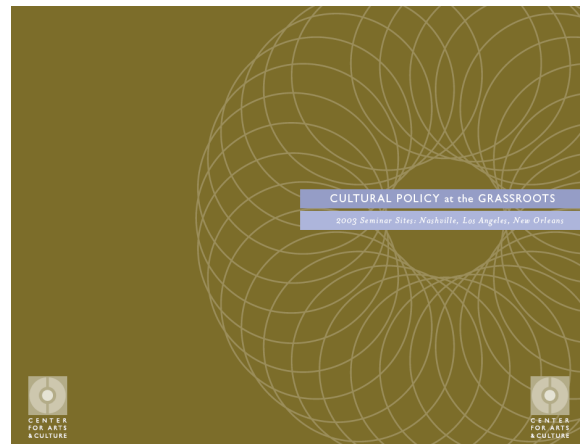 CULTURAL POLICY at the GRASSROOTS
2003 Seminar Sites: Nashville, Los Angeles, New Orleans
CENTER
FOR ARTS
& CULTURE
CENTER
FOR ARTS
& CULTURE